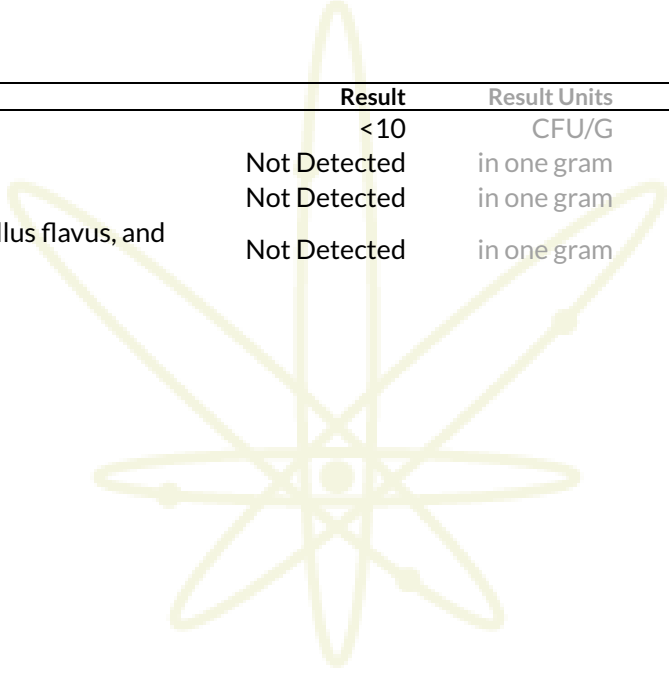 Result Result Units
<10 CFU/G
Not Detected in one gram
Not Detected in one gram
llus flavus, and
Not Detected in one gram